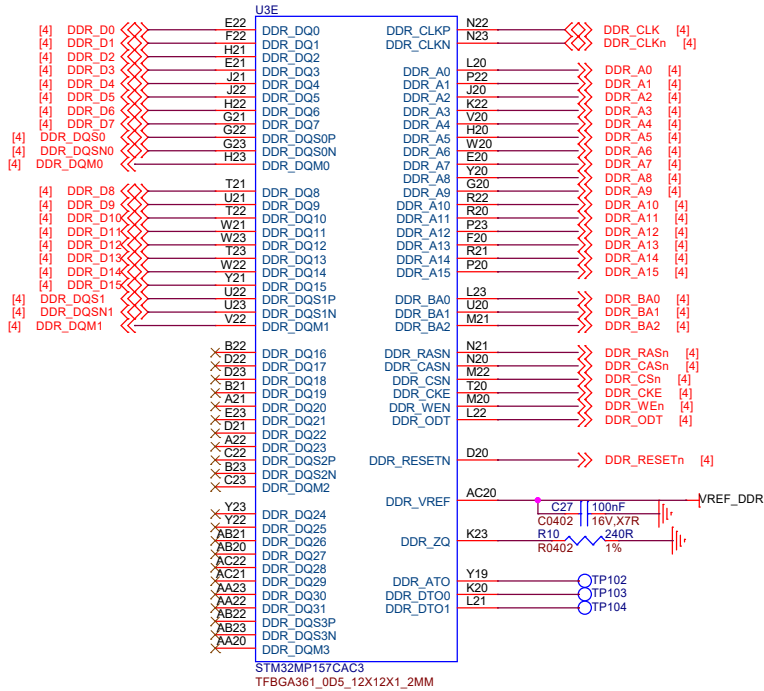 U3E
[4] DDR_D0 E22 DDR_DQ0 DDR_CLKP N22 DDR_CLK [4]
[4] DDR_D1 F22 DDR_DQ1 DDR_CLKN N23 DDR_CLKn [4]
[4] DDR_D2 H21 DDR_DQ2
[4] DDR_D3 E21 DDR_DQ3 DDR_A0 L20 DDR_A0 [4]
[4] DDR_D4 J21 DDR_DQ4 DDR_A1 P22 DDR_A1 [4]
[4] DDR_D5 J22 DDR_DQ5 DDR_A2 J20 DDR_A2 [4]
[4] DDR_D6 H22 DDR_DQ6 DDR_A3 K22 DDR_A3 [4]
[4] DDR_D7 G21 DDR_DQ7 DDR_A4 V20 DDR_A4 [4]
[4] DDR_DQS0 G22 DDR_DQS0P DDR_A5 H20 DDR_A5 [4]
[4] DDR_DQSN0 G23 DDR_DQS0N DDR_A6 W20 DDR_A6 [4]
[4] DDR_DQM0 H23 DDR_DQM0 DDR_A7 E20 DDR_A7 [4]
DDR_A8 Y20 DDR_A8 [4]
[4] DDR_D8 T21 DDR_DQ8 DDR_A9 G20 DDR_A9 [4]
[4] DDR_D9 U21 DDR_DQ9 DDR_A10 R22 DDR_A10 [4]
[4] DDR_D10 T22 DDR_DQ10 DDR_A11 R20 DDR_A11 [4]
[4] DDR_D11 W21 DDR_DQ11 DDR_A12 P23 DDR_A12 [4]
[4] DDR_D12 W23 DDR_DQ12 DDR_A13 F20 DDR_A13 [4]
[4] DDR_D13 T23 DDR_DQ13 DDR_A14 R21 DDR_A14 [4]
[4] DDR_D14 W22 DDR_DQ14 DDR_A15 P20 DDR_A15 [4]
[4] DDR_D15 Y21 DDR_DQ15
[4] DDR_DQS1 U22 DDR_DQS1P DDR_BA0 L23 DDR_BA0 [4]
[4] DDR_DQSN1 U23 DDR_DQS1N DDR_BA1 U20 DDR_BA1 [4]
[4] DDR_DQM1 V22 DDR_DQM1 DDR_BA2 M21 DDR_BA2 [4]
B22 DDR_DQ16 DDR_RASN N21 DDR_RASn [4]
D22 DDR_DQ17 DDR_CASN N20 DDR_CASn [4]
D23 DDR_DQ18 DDR_CSN M22 DDR_CSn [4]
B21 DDR_DQ19 DDR_CKE T20 DDR_CKE [4]
A21 DDR_DQ20 DDR_WEN M20 DDR_WEn [4]
E23 DDR_DQ21 DDR_ODT L22 DDR_ODT [4]
D21 DDR_DQ22
A22 DDR_DQ23
C22 DDR_DQS2P DDR_RESETN D20 DDR_RESETn [4]
B23 DDR_DQS2N
C23 DDR_DQM2
DDR_VREF AC20 VREF_DDR
Y23 DDR_DQ24 C27 100nF
Y22 DDR_DQ25 C0402 16V,X7R
AB21 DDR_DQ26 DDR_ZQ K23 R10 240R
AB20 DDR_DQ27 R0402 1%
AC22 DDR_DQ28
AC21 DDR_DQ29 DDR_ATO Y19 TP102
AA23 DDR_DQ30 DDR_DTO0 K20 TP103
AA22 DDR_DQ31 DDR_DTO1 L21 TP104
AB22 DDR_DQS3P
AB23 DDR_DQS3N
AA20 DDR_DQM3
STM32MP157CAC3
TFBGA361_0D5_12X12X1_2MM